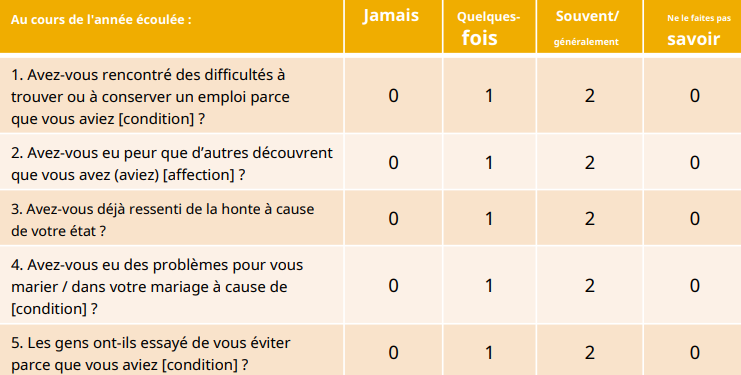 Au cours de l'année écoulée :
Jamais
Quelques-
fois
Souvent/
généralement
Ne le faites pas
savoir
1. Avez-vous rencontré des difficultés à
trouver ou à conserver un emploi parce
que vous aviez [condition] ?
0 1 2 0
2. Avez-vous eu peur que d’autres découvrent
que vous avez (aviez) [affection] ?
0 1 2 0
3. Avez-vous déjà ressenti de la honte à cause
de votre état ?
0 1 2 0
4. Avez-vous eu des problèmes pour vous
marier / dans votre mariage à cause de
[condition] ?
0 1 2 0
5. Les gens ont-ils essayé de vous éviter
parce que vous aviez [condition] ?
0 1 2 0